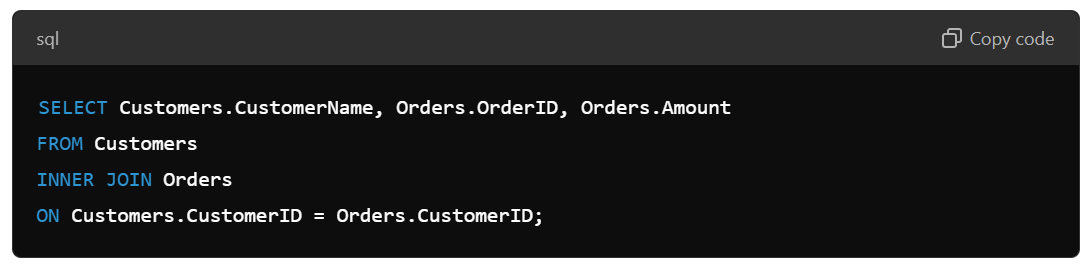 sql
Copy code
SELECT Customers.CustomerName, Orders.OrderID, Orders.Amount
FROM Customers
INNER JOIN Orders
ON Customers.CustomerID = Orders.CustomerID;